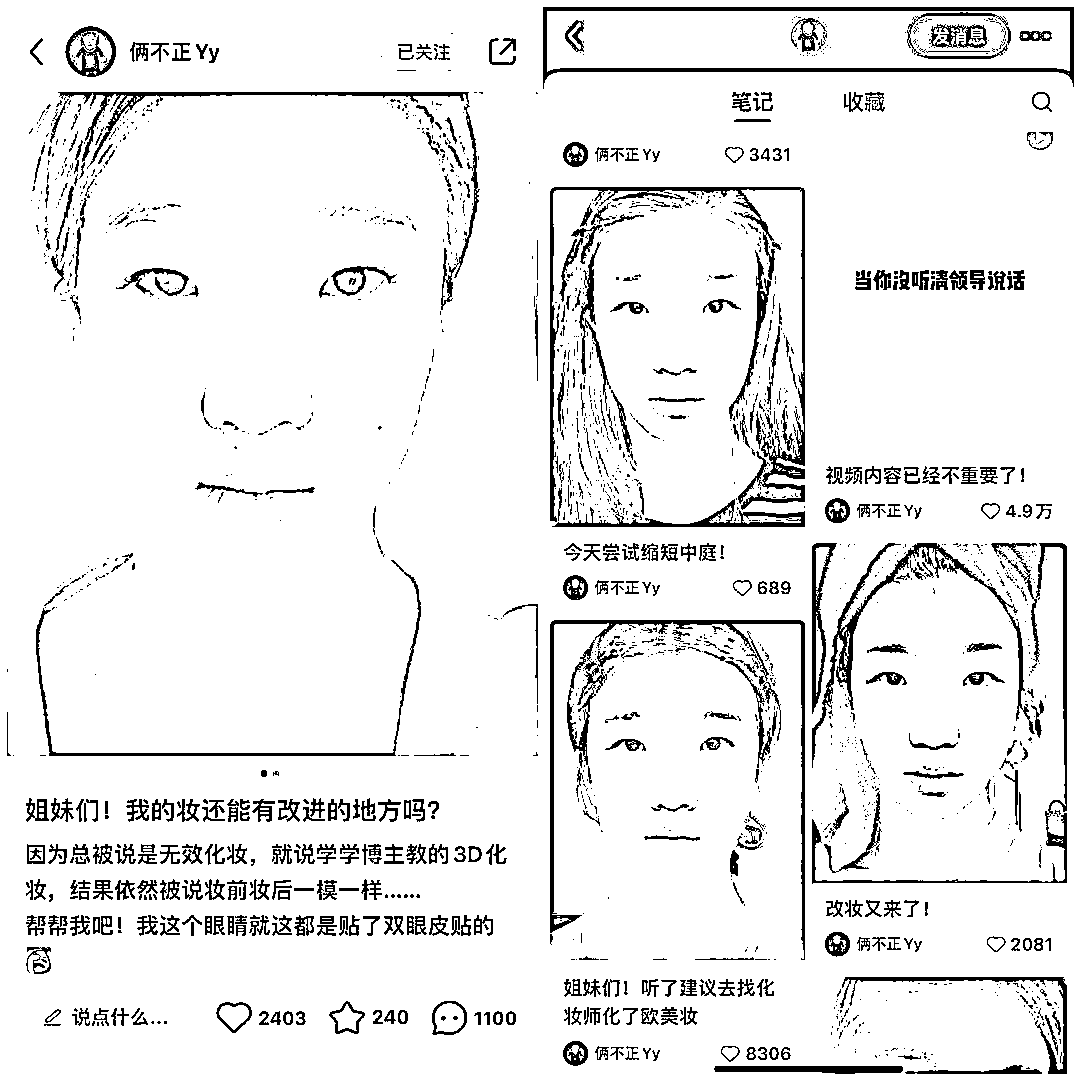 俩不正Yy
已关注
姐妹们！我的妆还能有改进的地方吗？
因为总被说是无效化妆，就说学学博主教的3D化
妆，结果依然被说妆前妆后一模一样......
帮帮我吧！我这个眼睛就这都是贴了双眼皮贴的
说点什么...
2403
240
1100
发消息
笔记
收藏
俩不正Yy
3431
今天尝试缩短中庭！
俩不正Yy
689
姐妹们！听了建议去找化
妆师化了欧美妆
俩不正Yy
8306
当你没听清领导说话
视频内容已经不重要了！
俩不正Yy
4.9万
改妆又来了！
俩不正Yy
2081